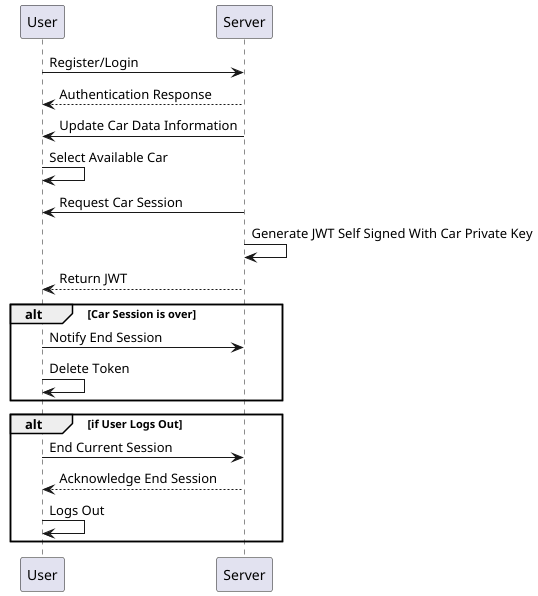 User Server
Register/Login
Authentication Response
Update Car Data Information
Select Available Car
Request Car Session
Generate JWT Self Signed With Car Private Key
Return JWT
alt [Car Session is over]
Notify End Session
Delete Token
alt [if User Logs Out]
End Current Session
Acknowledge End Session
Logs Out
User Server